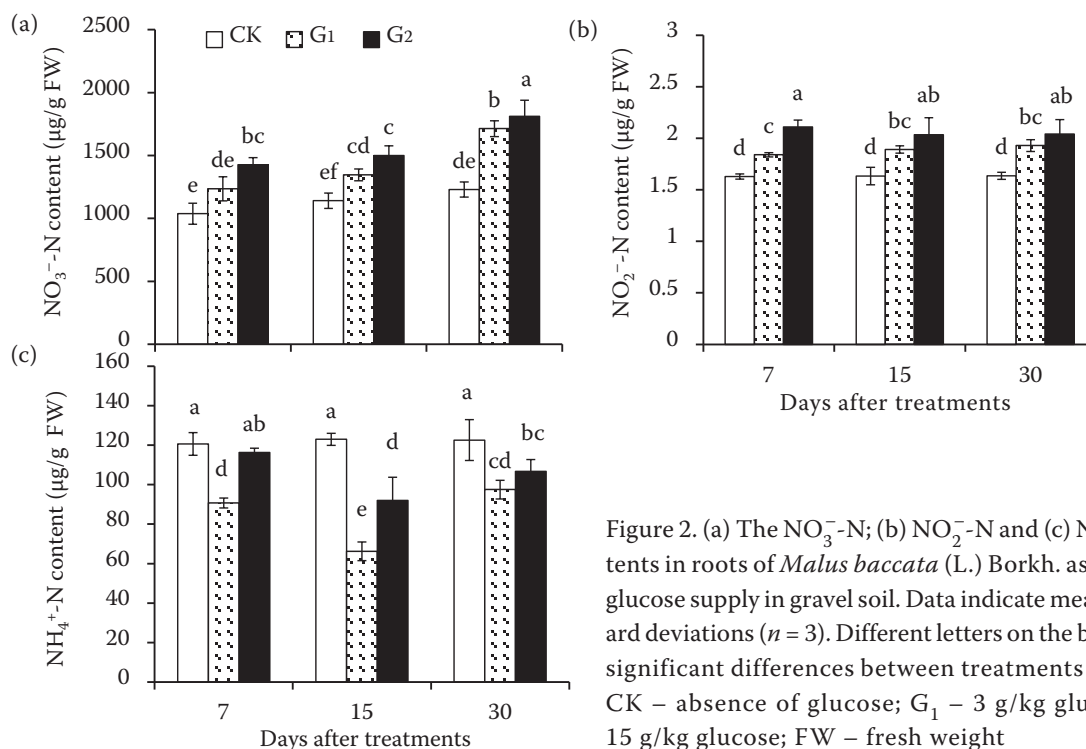 (a)
2500
2000
1500
1000
500
0
NO₃⁻-N content (µg/g FW)
CK G1 G2
e de bc
ef cd c
de b a
(b)
3
2.5
2
1.5
1
0.5
0
NO₂⁻-N content (µg/g FW)
d c a
d bc ab
d bc ab
7 15 30
Days after treatments
(c)
160
140
120
100
80
60
40
20
0
NH₄⁺-N content (µg/g FW)
a d ab
a e d
a cd bc
7 15 30
Days after treatments
Figure 2. (a) The NO₃⁻-N; (b) NO₂⁻-N and (c) N
tents in roots of Malus baccata (L.) Borkh. as
glucose supply in gravel soil. Data indicate mea
ard deviations (n = 3). Different letters on the b
significant differences between treatments
CK – absence of glucose; G₁ – 3 g/kg glu
15 g/kg glucose; FW – fresh weight